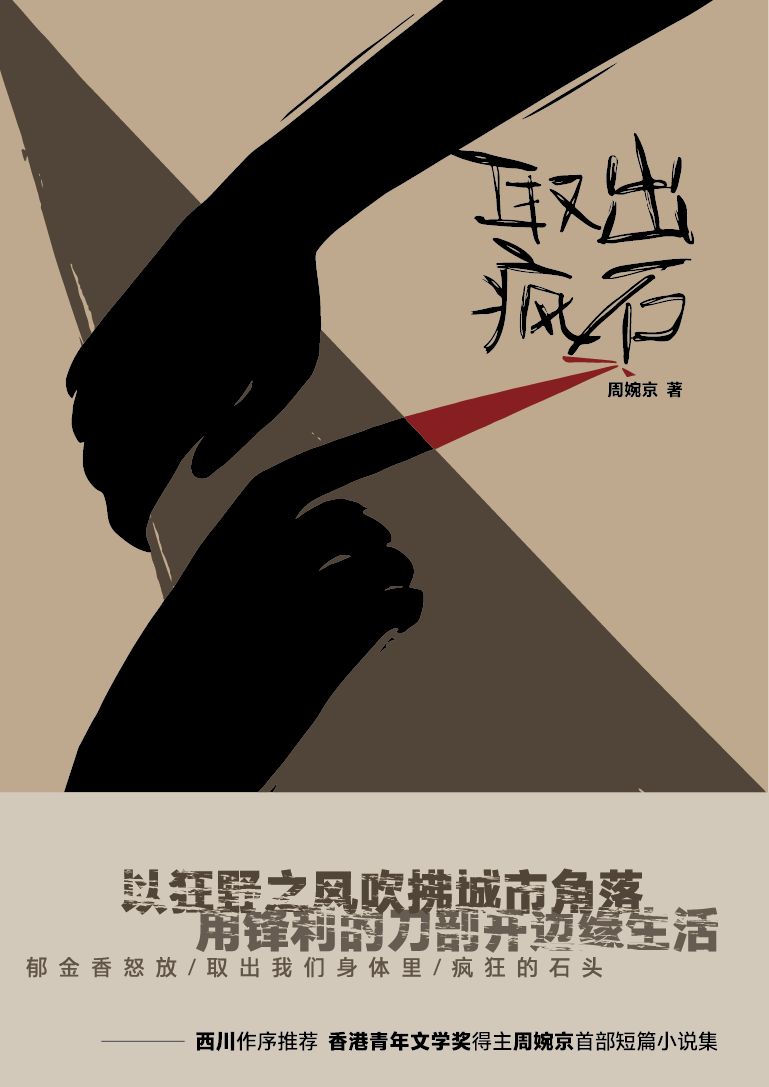 取出
疯石
周婉京 著
以狂野之风吹拂城市角落
用锋利的刀剖开边缘生活
郁金香怒放/取出我们身体里/疯狂的石头
西川作序推荐 香港青年文学奖得主周婉京首部短篇小说集